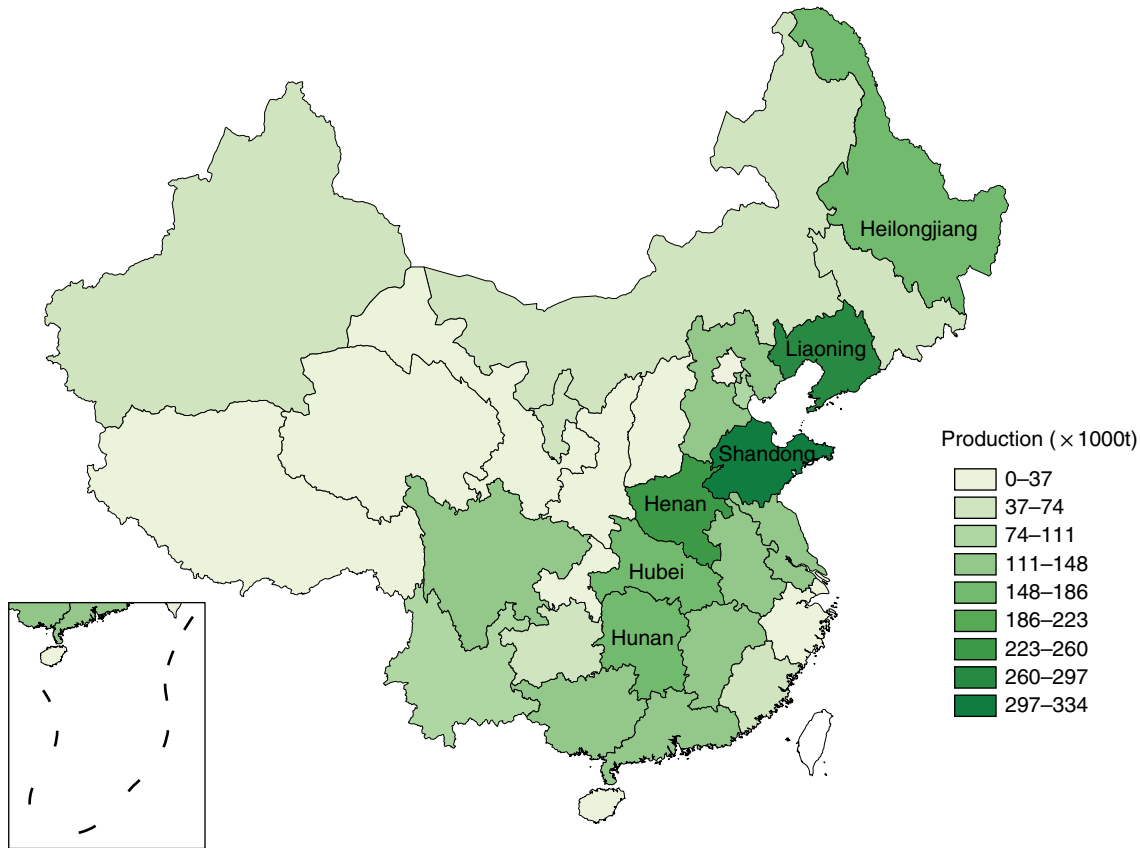 Heilongjiang
Liaoning
Shandong
Henan
Hubei
Hunan
Production (×1000t)
0–37
37–74
74–111
111–148
148–186
186–223
223–260
260–297
297–334